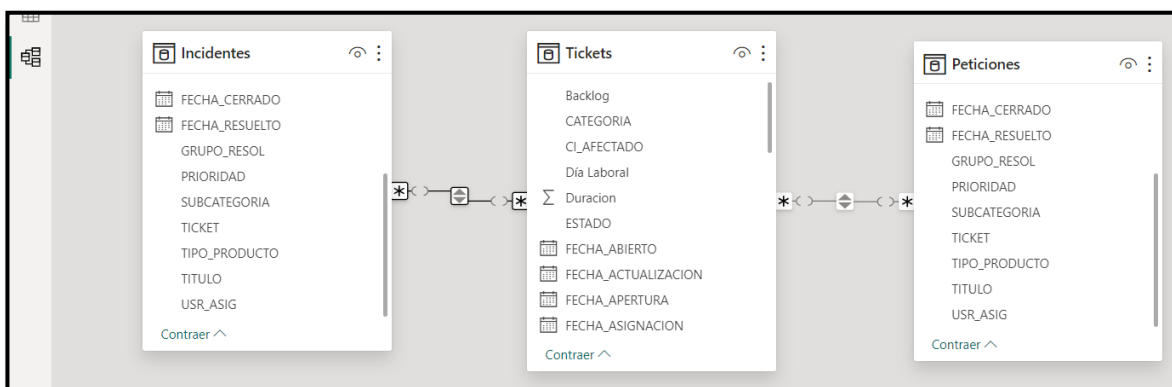 Incidentes
FECHA_CERRADO
FECHA_RESUELTO
GRUPO_RESOL
PRIORIDAD
SUBCATEGORIA
TICKET
TIPO_PRODUCTO
TITULO
USR_ASIG
Contraer
Tickets
Backlog
CATEGORIA
CI_AFECTADO
Día Laboral
Duracion
ESTADO
FECHA_ABIERTO
FECHA_ACTUALIZACION
FECHA_APERTURA
FECHA_ASIGNACION
Contraer
Peticiones
FECHA_CERRADO
FECHA_RESUELTO
GRUPO_RESOL
PRIORIDAD
SUBCATEGORIA
TICKET
TIPO_PRODUCTO
TITULO
USR_ASIG
Contraer